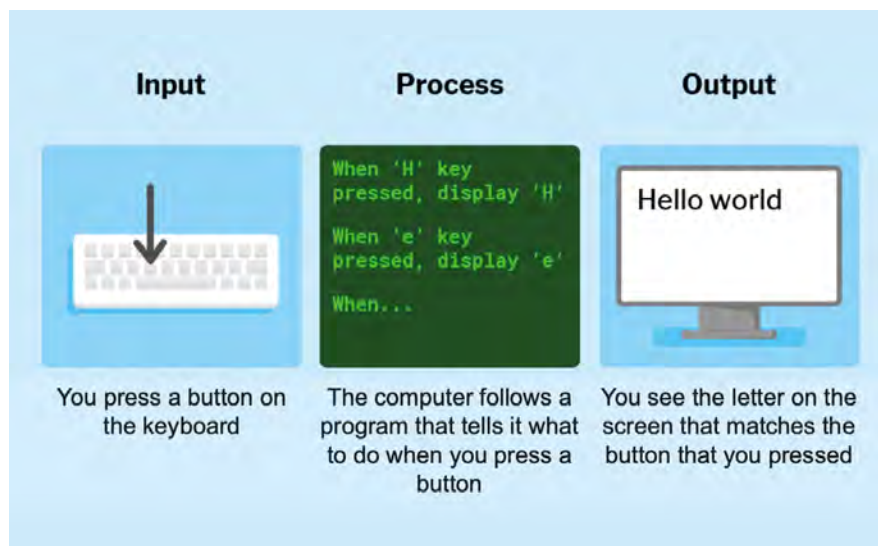 Input
Process
Output
When 'H' key
pressed, display 'H'
When 'e' key
pressed, display 'e'
When...
Hello world
You press a button on
the keyboard
The computer follows a
program that tells it what
to do when you press a
button
You see the letter on the
screen that matches the
button that you pressed